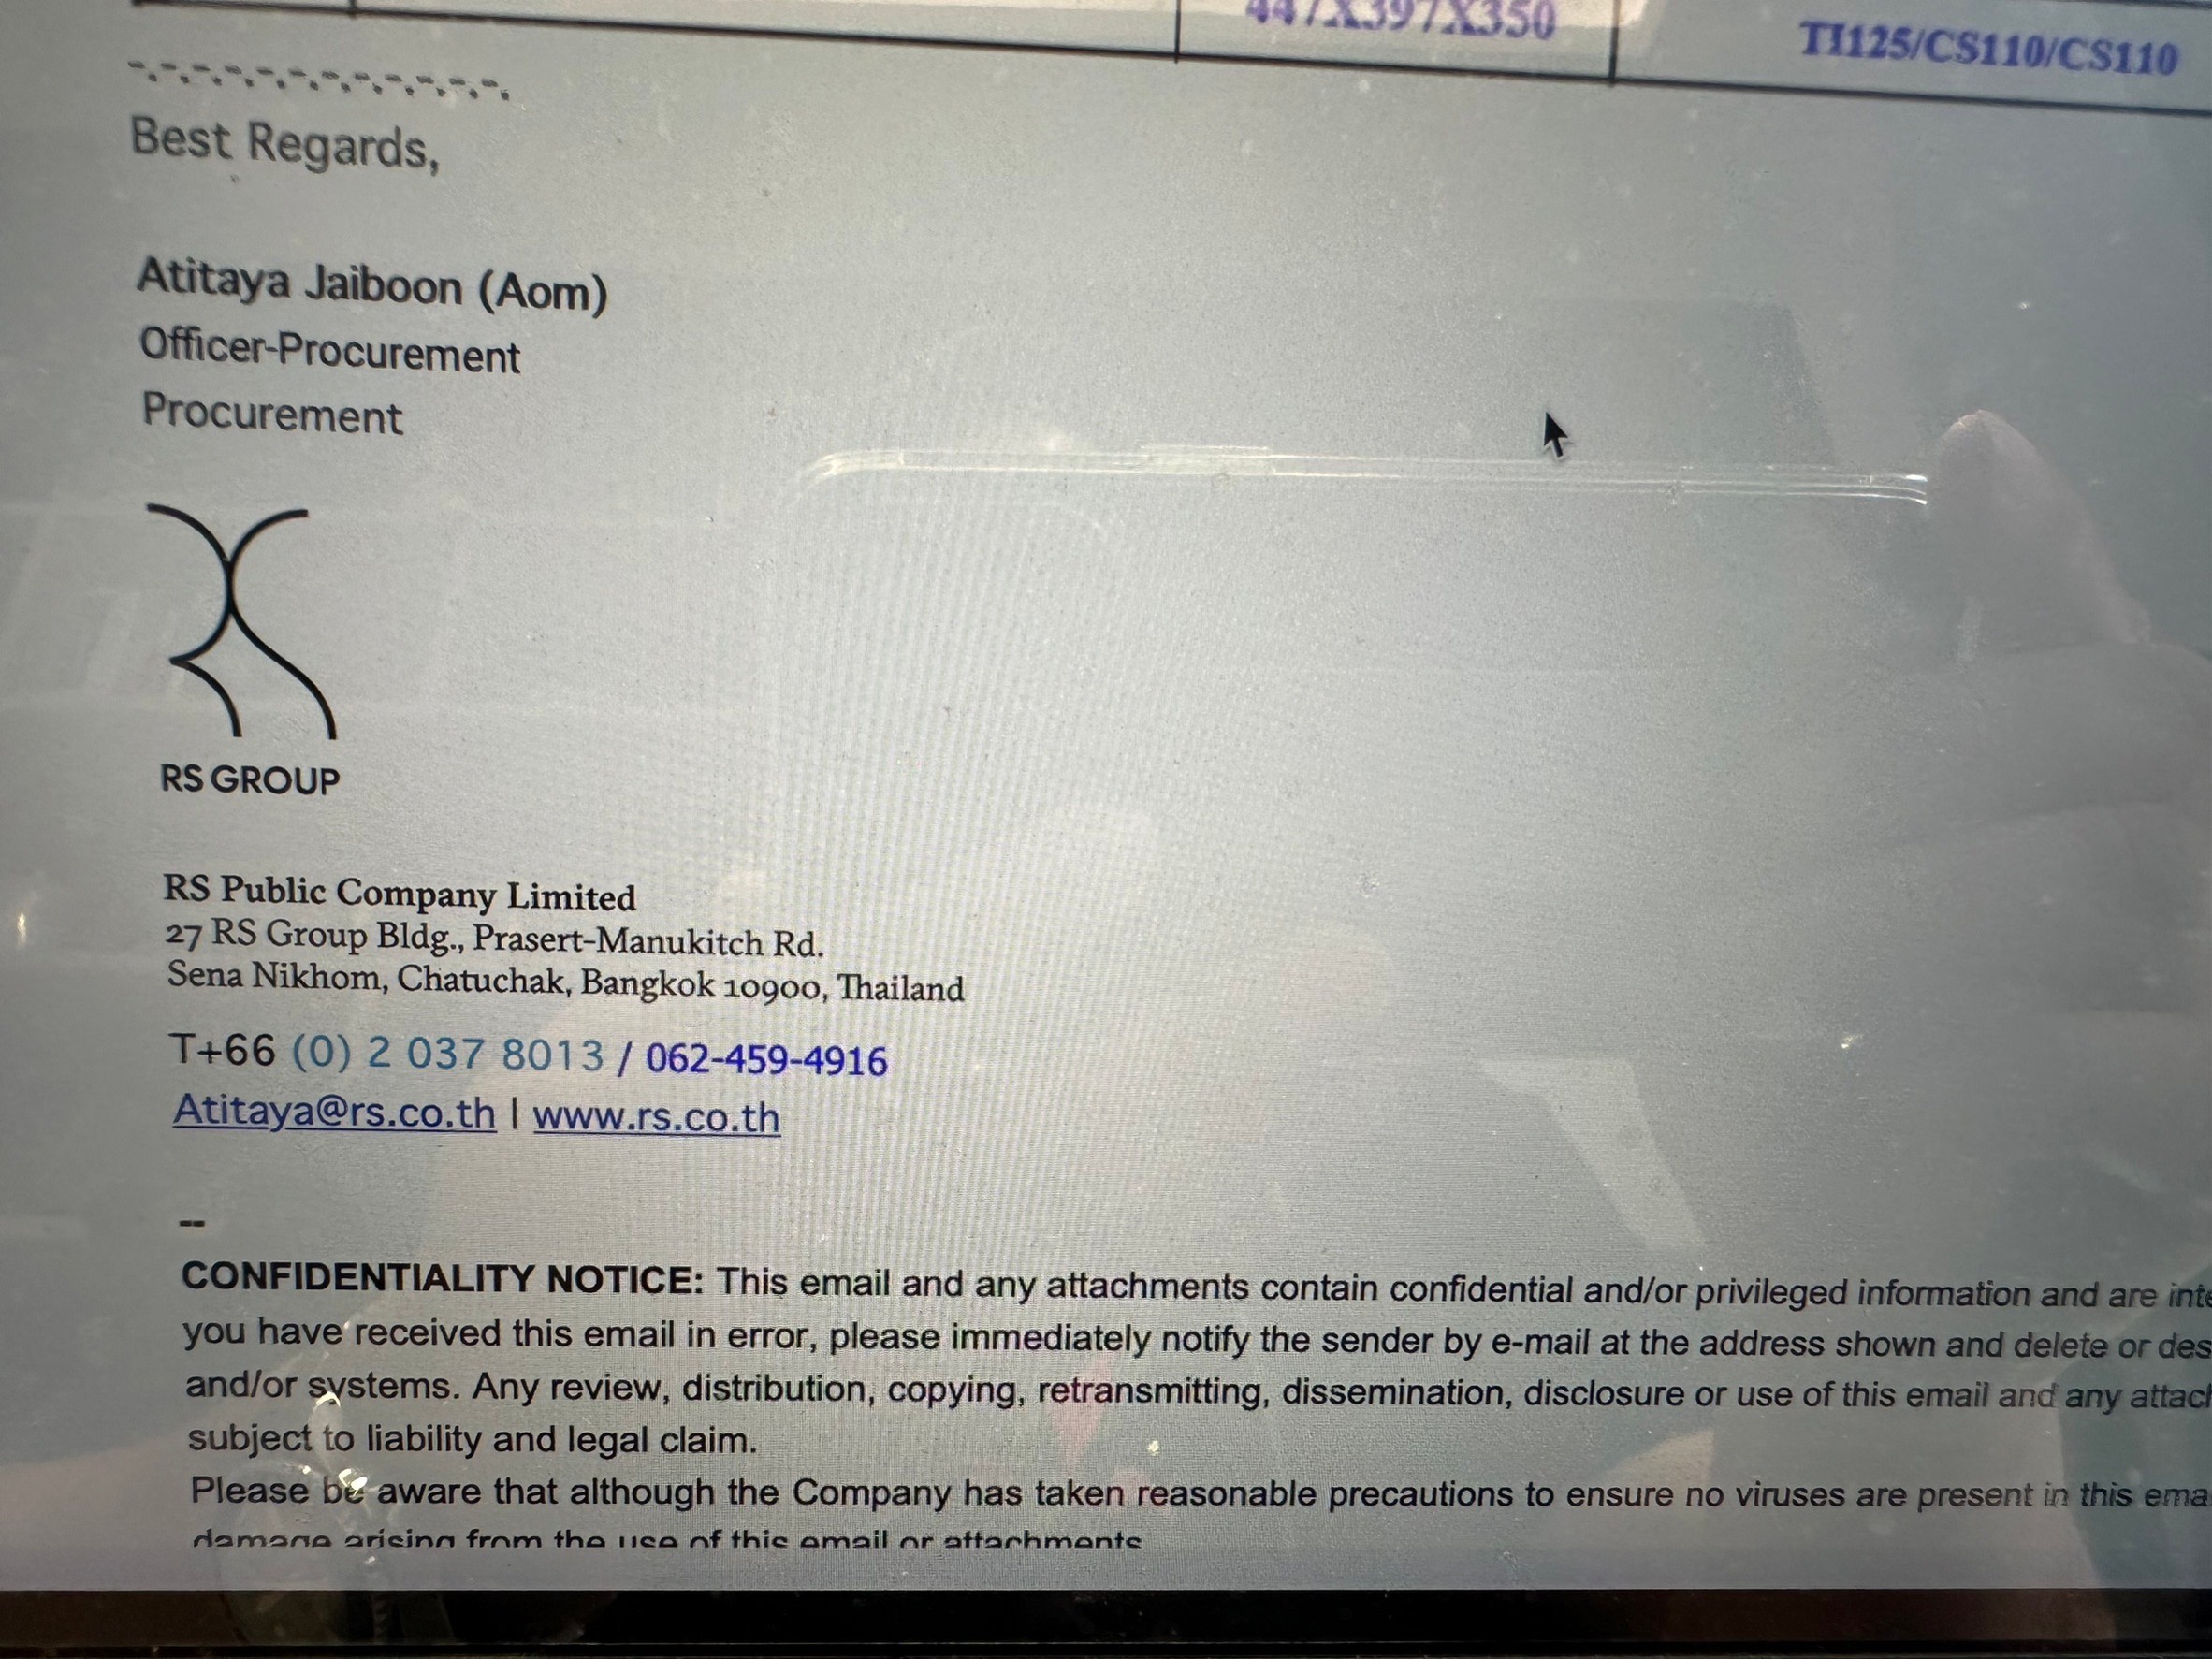 447X397X350
TI125/CS110/CS110
-.-.-.-.-.-.-.-.-.-.-.-.
Best Regards,
Atitaya Jaiboon (Aom)
Officer-Procurement
Procurement
RS GROUP
RS Public Company Limited
27 RS Group Bldg., Prasert-Manukitch Rd.
Sena Nikhom, Chatuchak, Bangkok 10900, Thailand
T+66 (0) 2 037 8013 / 062-459-4916
Atitaya@rs.co.th | www.rs.co.th
--
CONFIDENTIALITY NOTICE: This email and any attachments contain confidential and/or privileged information and are inte
you have received this email in error, please immediately notify the sender by e-mail at the address shown and delete or des
and/or systems. Any review, distribution, copying, retransmitting, dissemination, disclosure or use of this email and any attach
subject to liability and legal claim.
Please be aware that although the Company has taken reasonable precautions to ensure no viruses are present in this ema
damage arising from the use of this email or attachments